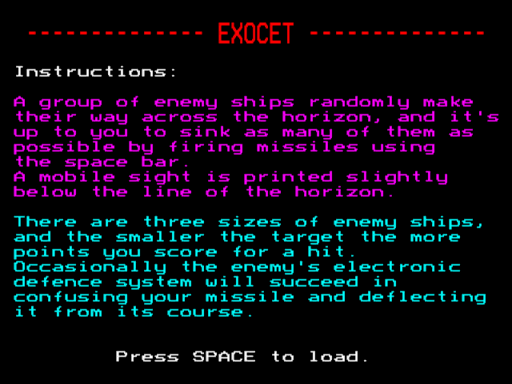 -------------- EXOCET --------------
Instructions:
A group of enemy ships randomly make
their way across the horizon, and it's
up to you to sink as many of them as
possible by firing missiles using
the space bar.
A mobile sight is printed slightly
below the line of the horizon.
There are three sizes of enemy ships,
and the smaller the target the more
points you score for a hit.
Occasionally the enemy's electronic
defence system will succeed in
confusing your missile and deflecting
it from its course.
Press SPACE to load.